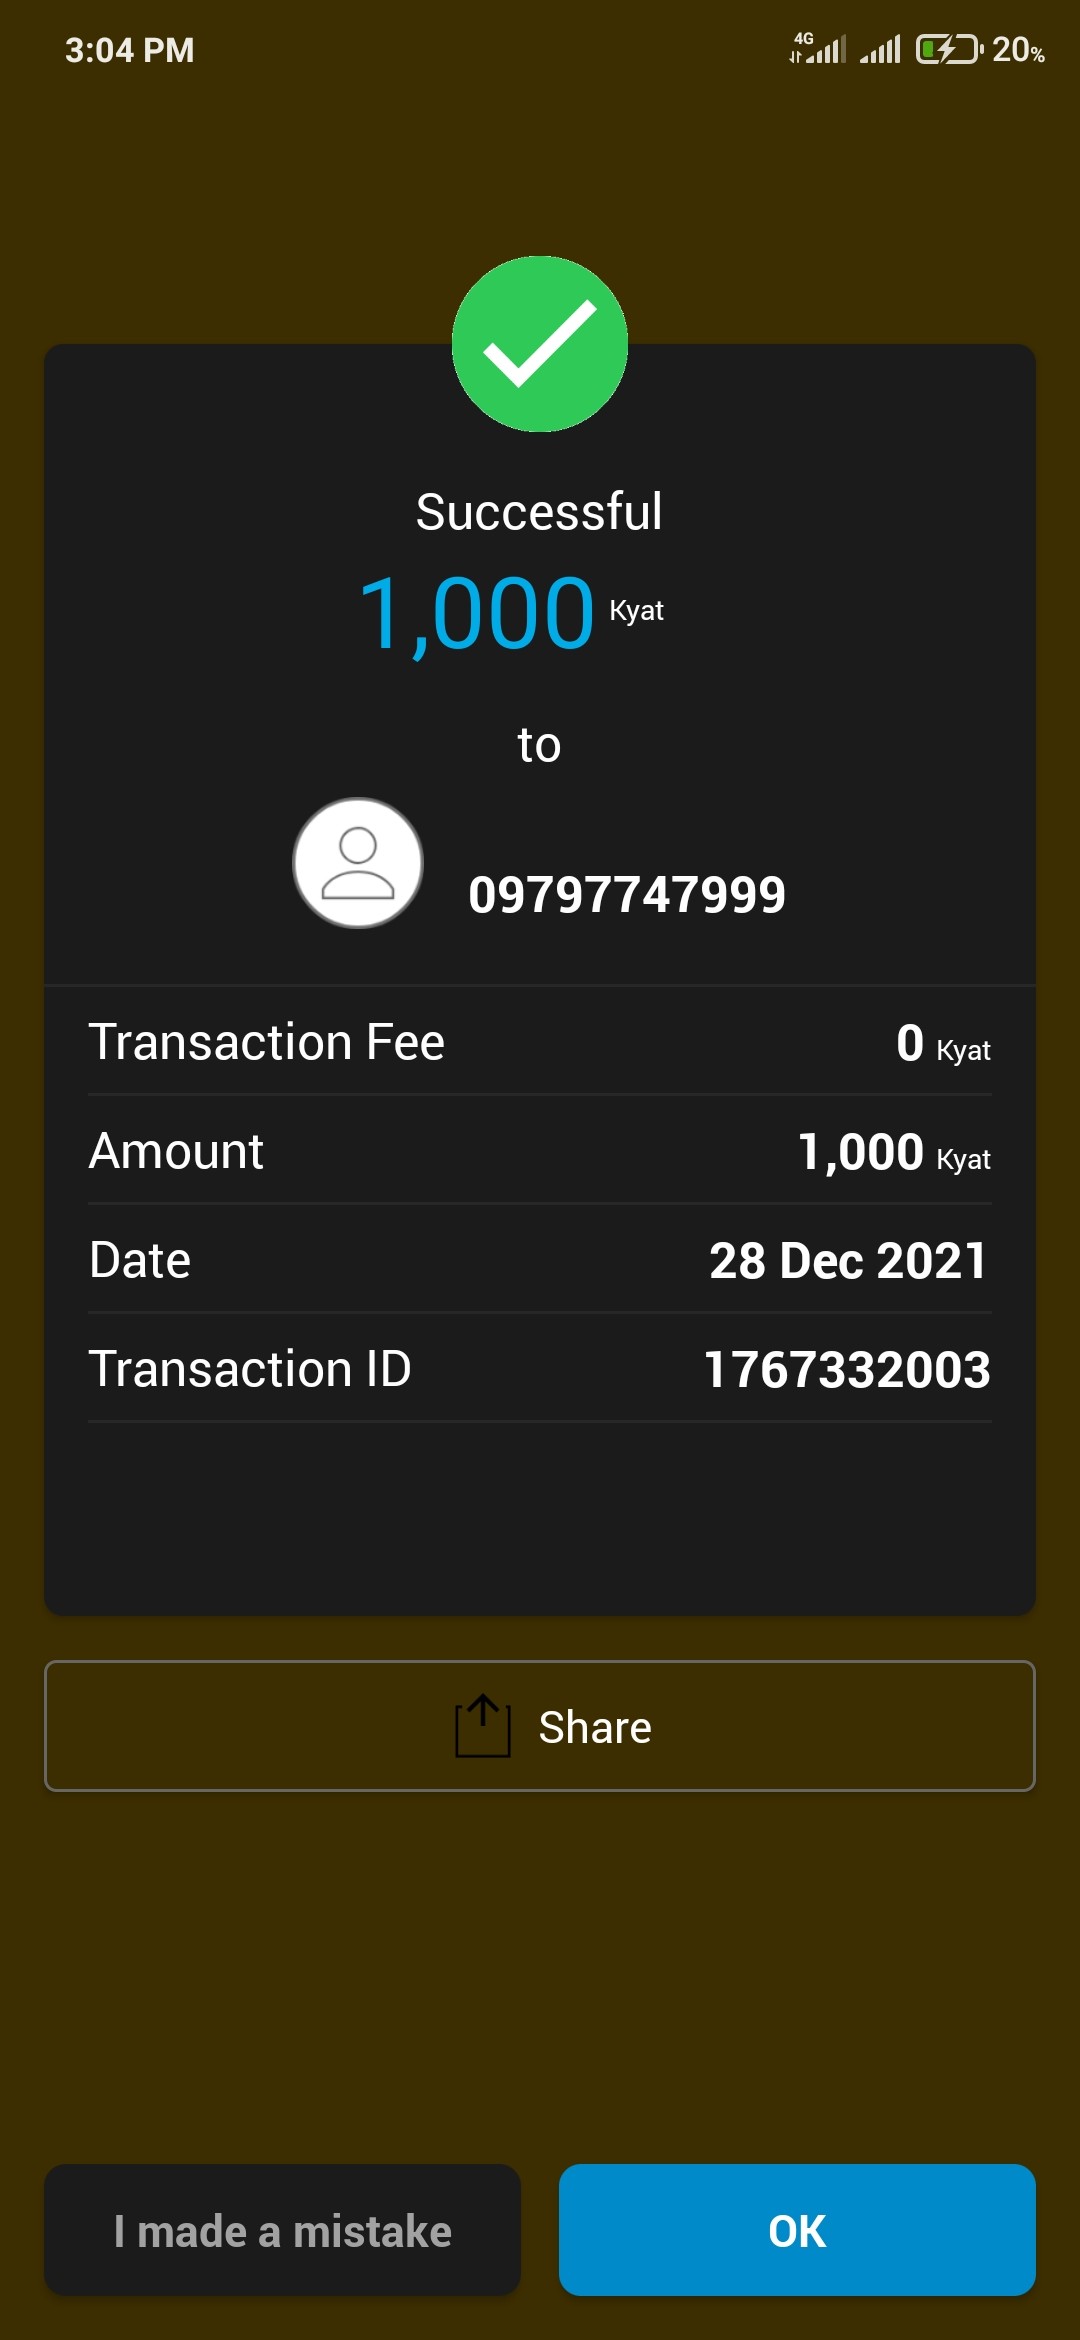 3:04 PM 4G 20%
Successful
1,000 Kyat
to
09797747999
Transaction Fee 0 Kyat
Amount 1,000 Kyat
Date 28 Dec 2021
Transaction ID 1767332003
Share
I made a mistake OK